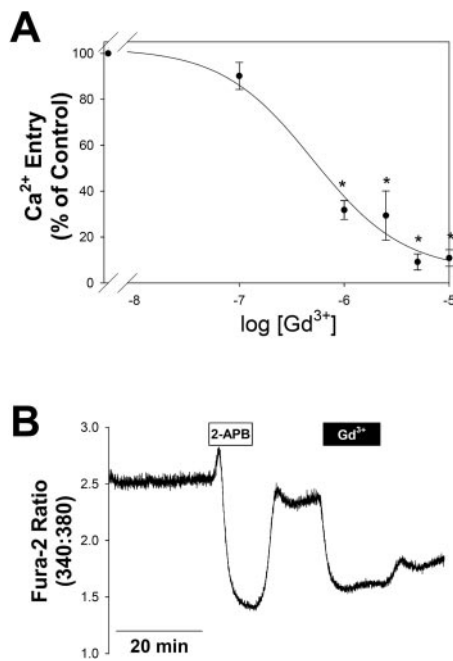 A
Ca²⁺ Entry
(% of Control)
100
80
60
40
20
0
* * * *
-8 -7 -6 -5
log [Gd³⁺]
B
Fura-2 Ratio
(340:380)
3.0
2.5
2.0
1.5
1.0
2-APB Gd³⁺
20 min